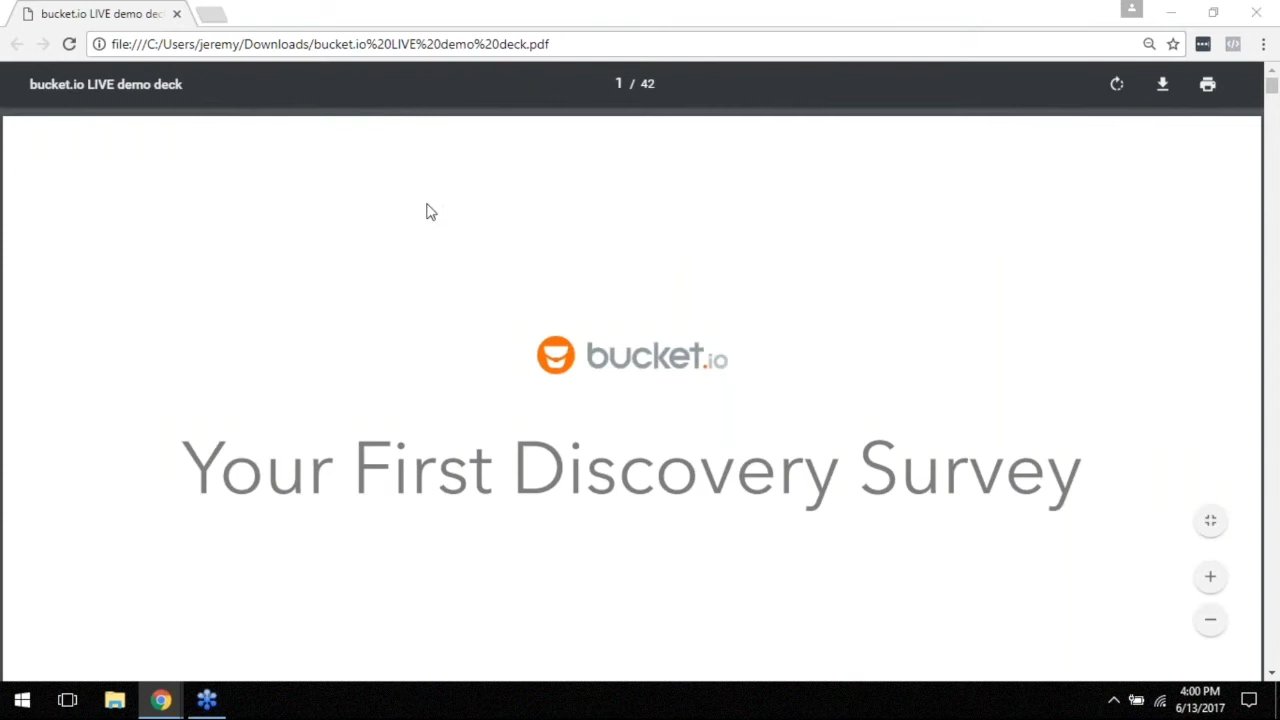 bucket.io LIVE demo dec
file:///C:/Users/jeremy/Downloads/bucket.io%20LIVE%20demo%20deck.pdf
bucket.io LIVE demo deck
1 / 42
bucket.io
Your First Discovery Survey
4:00 PM
6/13/2017